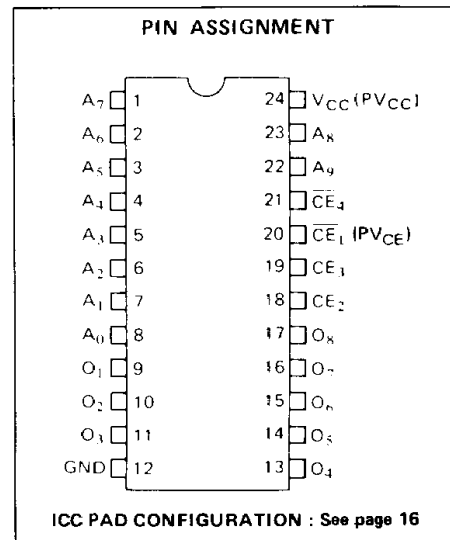 PIN ASSIGNMENT
A7 1 24 VCC (PVCC)
A6 2 23 A8
A5 3 22 A9
A4 4 21 C̅E̅4
A3 5 20 C̅E̅1 (PVCE)
A2 6 19 CE3
A1 7 18 CE2
A0 8 17 O8
O1 9 16 O7
O2 10 15 O6
O3 11 14 O5
GND 12 13 O4
ICC PAD CONFIGURATION : See page 16